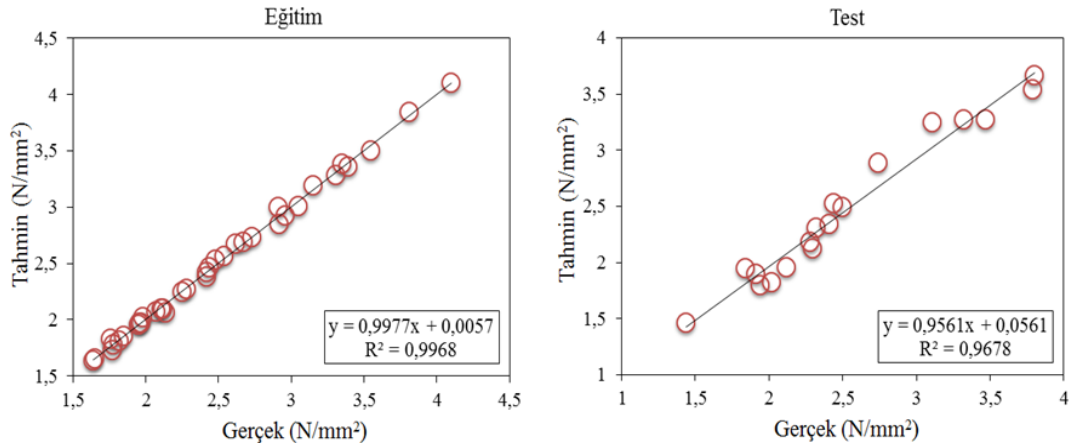 Eğitim
4,5
4
3,5
3
2,5
2
1,5
Tahmin (N/mm²)
y = 0,9977x + 0,0057
R² = 0,9968
1,5 2 2,5 3 3,5 4 4,5
Gerçek (N/mm²)
Test
4
3,5
3
2,5
2
1,5
1
Tahmin (N/mm²)
y = 0,9561x + 0,0561
R² = 0,9678
1 1,5 2 2,5 3 3,5 4
Gerçek (N/mm²)